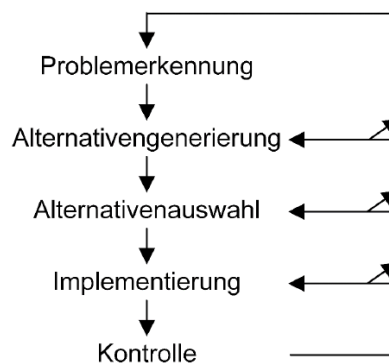 Problemerkennung
Alternativengenerierung
Alternativenauswahl
Implementierung
Kontrolle